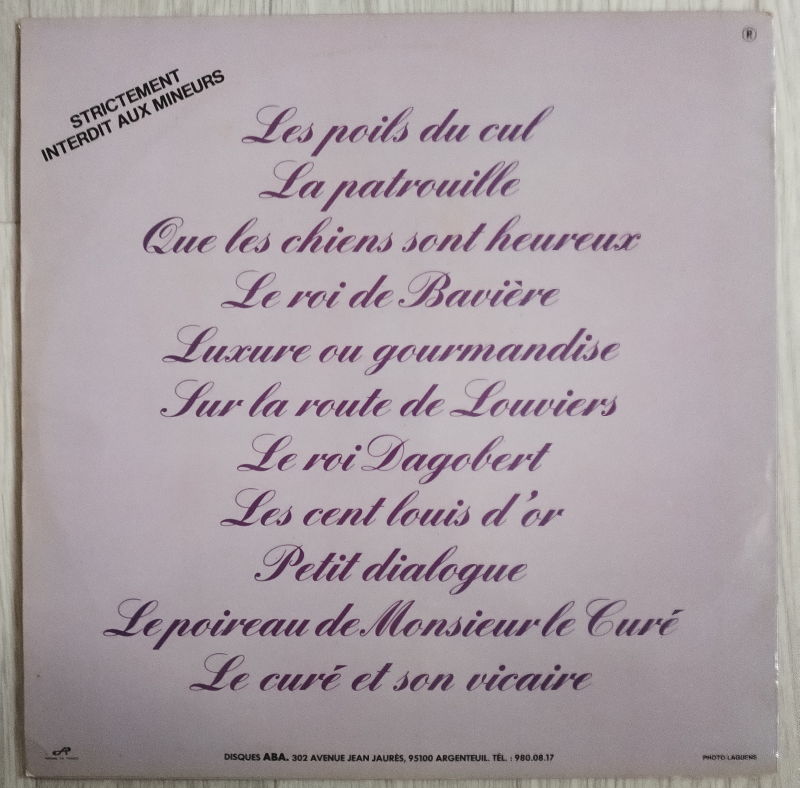 STRICTEMENT
INTERDIT AUX MINEURS
Les poils du cul
La patrouille
Que les chiens sont heureux
Le roi de Bavière
Luxure ou gourmandise
Sur la route de Louviers
Le roi Dagobert
Les cent louis d'or
Petit dialogue
Le poireau de Monsieur le Curé
Le curé et son vicaire
DISQUES ABA. 302 AVENUE JEAN JAURÈS, 95100 ARGENTEUIL. TÉL. : 980.08.17
PHOTO LAGUENS